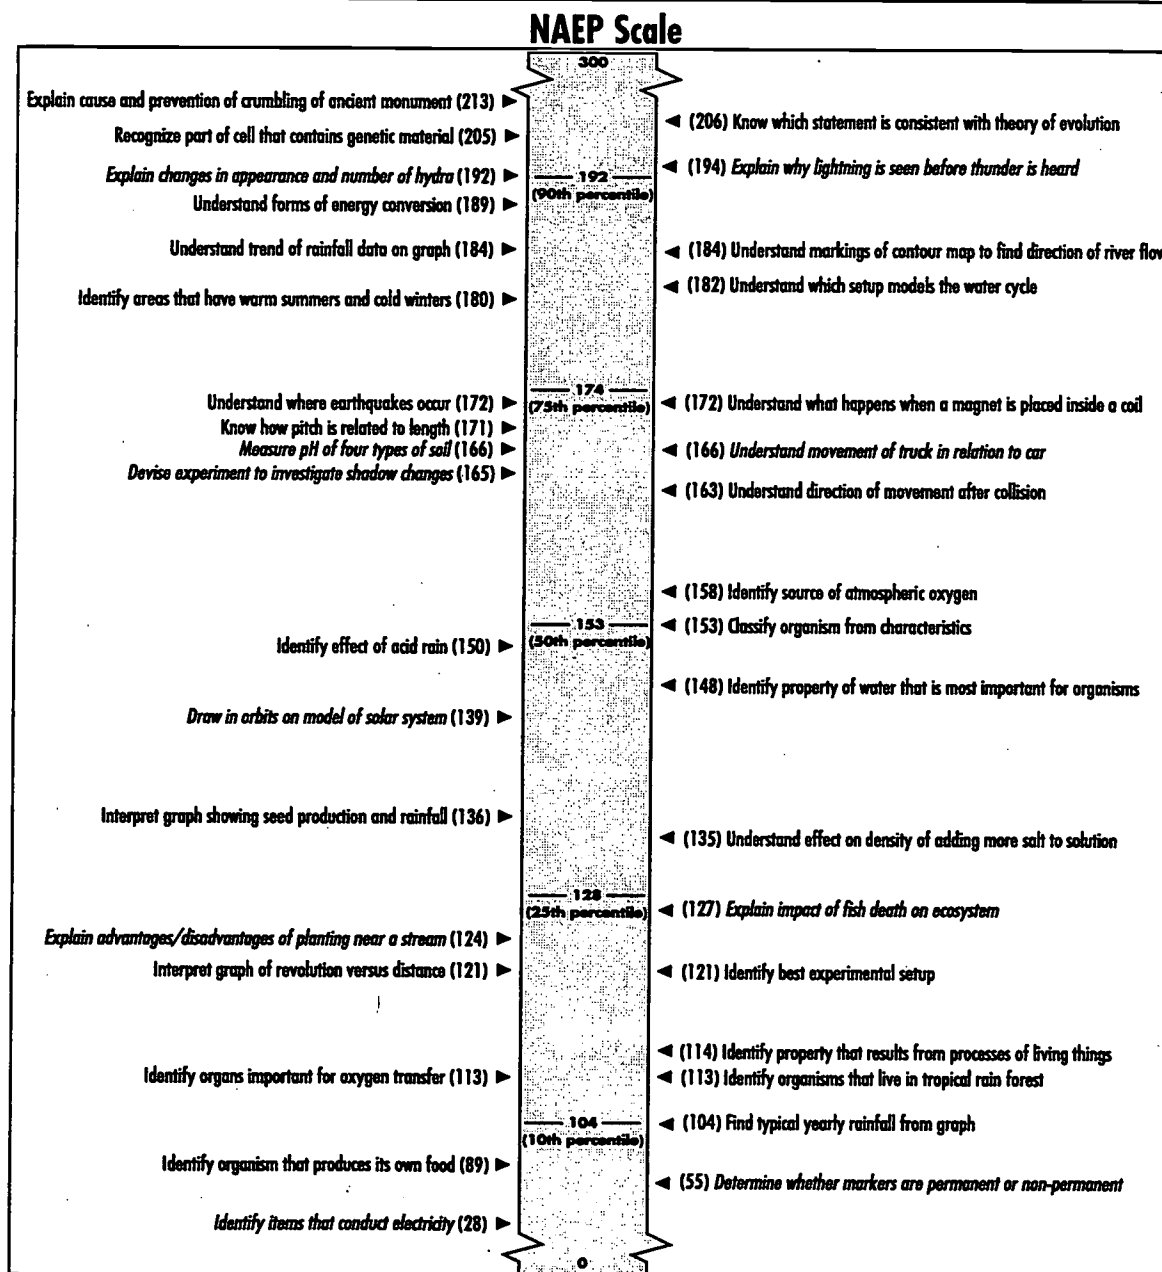 NAEP Scale
300
Explain cause and prevention of crumbling of ancient monument (213) ►
◄ (206) Know which statement is consistent with theory of evolution
Recognize part of cell that contains genetic material (205) ►
◄ (194) Explain why lightning is seen before thunder is heard
Explain changes in appearance and number of hydra (192) ►
192
(90th percentile)
Understand forms of energy conversion (189) ►
Understand trend of rainfall data on graph (184) ►
◄ (184) Understand markings of contour map to find direction of river flow
◄ (182) Understand which setup models the water cycle
Identify areas that have warm summers and cold winters (180) ►
174
(75th percentile)
Understand where earthquakes occur (172) ►
◄ (172) Understand what happens when a magnet is placed inside a coil
Know how pitch is related to length (171) ►
Measure pH of four types of soil (166) ►
◄ (166) Understand movement of truck in relation to car
Devise experiment to investigate shadow changes (165) ►
◄ (163) Understand direction of movement after collision
◄ (158) Identify source of atmospheric oxygen
153
(50th percentile)
◄ (153) Classify organism from characteristics
Identify effect of acid rain (150) ►
◄ (148) Identify property of water that is most important for organisms
Draw in orbits on model of solar system (139) ►
Interpret graph showing seed production and rainfall (136) ►
◄ (135) Understand effect on density of adding more salt to solution
128
(25th percentile)
◄ (127) Explain impact of fish death on ecosystem
Explain advantages/disadvantages of planting near a stream (124) ►
Interpret graph of revolution versus distance (121) ►
◄ (121) Identify best experimental setup
◄ (114) Identify property that results from processes of living things
Identify organs important for oxygen transfer (113) ►
◄ (113) Identify organisms that live in tropical rain forest
104
(10th percentile)
◄ (104) Find typical yearly rainfall from graph
Identify organism that produces its own food (89) ►
◄ (55) Determine whether markers are permanent or non-permanent
Identify items that conduct electricity (28) ►
0